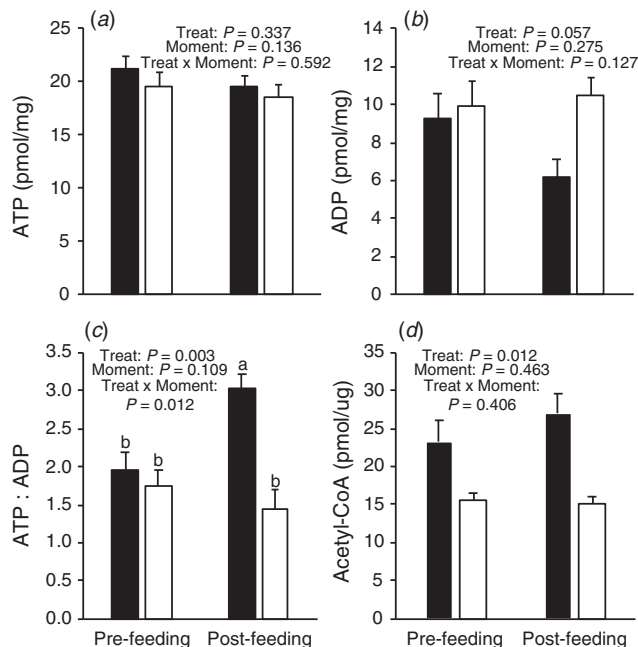 (a)
Treat: P = 0.337
Moment: P = 0.136
Treat x Moment: P = 0.592
ATP (pmol/mg)
25
20
15
10
5
0
(b)
Treat: P = 0.057
Moment: P = 0.275
Treat x Moment: P = 0.127
ADP (pmol/mg)
14
12
10
8
6
4
2
0
(c)
Treat: P = 0.003
Moment: P = 0.109
Treat x Moment:
P = 0.012
ATP : ADP
3.5
3.0
2.5
2.0
1.5
1.0
0.5
0.0
b
b
a
b
Pre-feeding
Post-feeding
(d)
Treat: P = 0.012
Moment: P = 0.463
Treat x Moment:
P = 0.406
Acetyl-CoA (pmol/ug)
35
30
25
20
15
10
5
0
Pre-feeding
Post-feeding